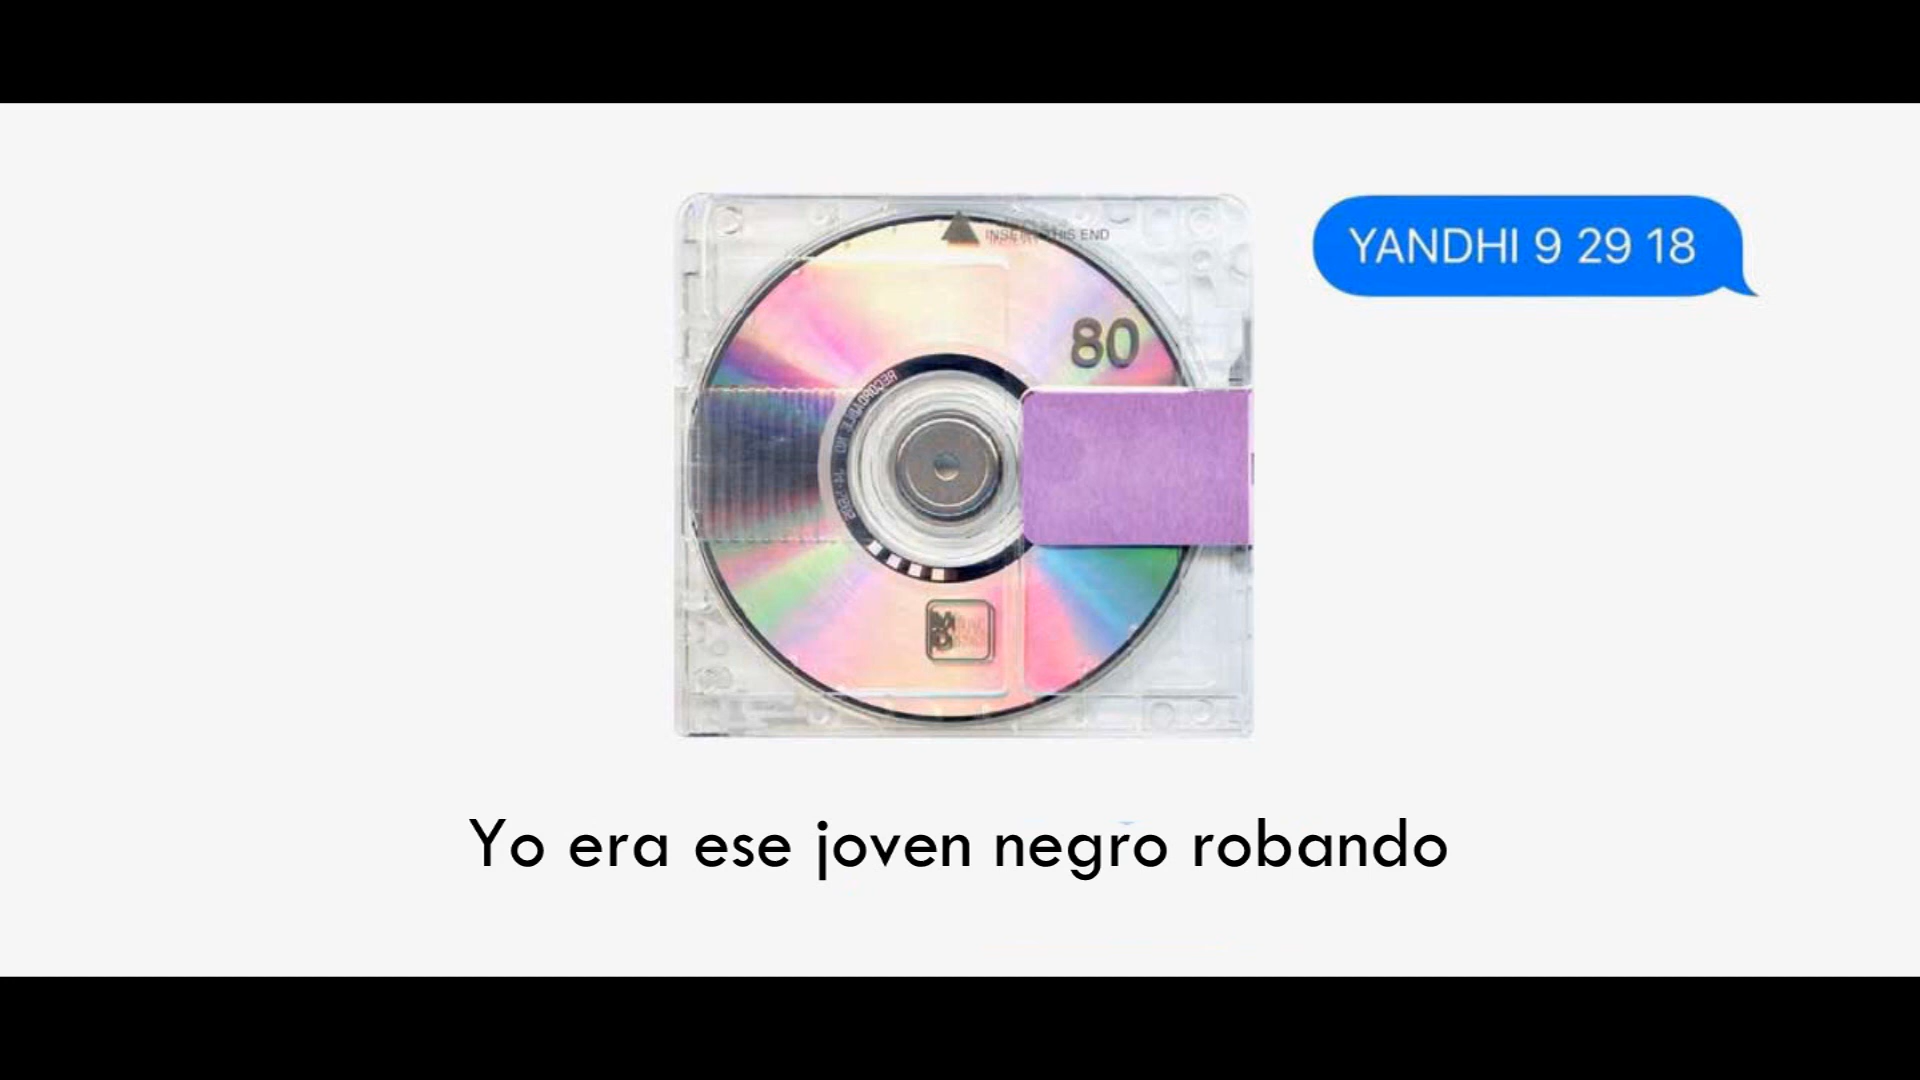 YANDHI 9 29 18
INSERT THIS END
80
Yo era ese joven negro robando